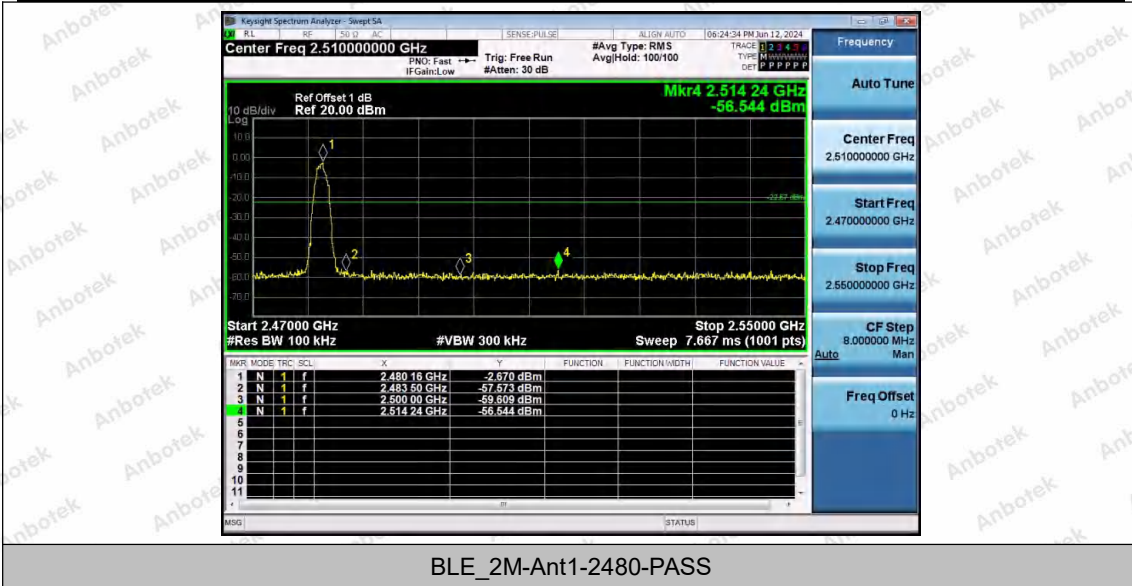 Keysight Spectrum Analyzer - Swept SA
RL RF 50 Ω AC SENSE:PULSE ALIGN AUTO 06:24:34 PM Jun 12, 2024
Center Freq 2.510000000 GHz
PNO: Fast
IFGain:Low
Trig: Free Run
#Atten: 30 dB
#Avg Type: RMS
Avg|Hold: 100/100
TRACE 1 2 3 4 5 6
TYPE M WWWWW
DET P P P P P P
Frequency
Auto Tune
Center Freq
2.510000000 GHz
Start Freq
2.470000000 GHz
Stop Freq
2.550000000 GHz
CF Step
8.000000 MHz
Auto Man
Freq Offset
0 Hz
Mkr4 2.514 24 GHz
-56.544 dBm
Ref Offset 1 dB
10 dB/div Ref 20.00 dBm
Log
10.0
0.00
-10.0
-20.0
-30.0
-40.0
-50.0
-60.0
-70.0
-22.67 dBm
1
2
3
4
Start 2.47000 GHz Stop 2.55000 GHz
#Res BW 100 kHz #VBW 300 kHz Sweep 7.667 ms (1001 pts)
MKR MODE TRC SCL X Y FUNCTION FUNCTION WIDTH FUNCTION VALUE
1 N 1 f 2.480 16 GHz -2.670 dBm
2 N 1 f 2.483 50 GHz -57.573 dBm
3 N 1 f 2.500 00 GHz -59.609 dBm
4 N 1 f 2.514 24 GHz -56.544 dBm
5
6
7
8
9
10
11
MSG STATUS
BLE_2M-Ant1-2480-PASS
Anbotek